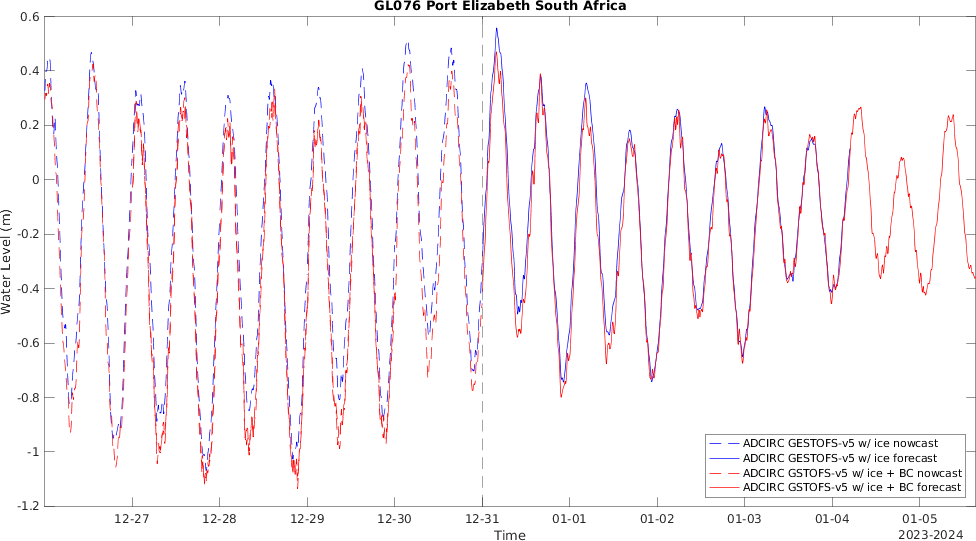 GL076 Port Elizabeth South Africa
0.6
0.4
0.2
0
-0.2
-0.4
-0.6
-0.8
-1
-1.2
Water Level (m)
ADCIRC GESTOFS-v5 w/ ice nowcast
ADCIRC GESTOFS-v5 w/ ice forecast
ADCIRC GSTOFS-v5 w/ ice + BC nowcast
ADCIRC GSTOFS-v5 w/ ice + BC forecast
12-27 12-28 12-29 12-30 12-31 01-01 01-02 01-03 01-04 01-05
Time
2023-2024